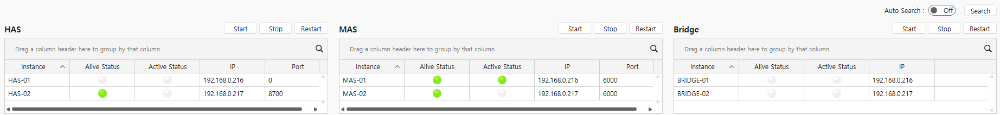 Auto Search : Off Search
HAS Start Stop Restart
Drag a column header here to group by that column
Instance Alive Status Active Status IP Port
HAS-01 192.168.0.216 0
HAS-02 192.168.0.217 8700
MAS Start Stop Restart
Drag a column header here to group by that column
Instance Alive Status Active Status IP Port
MAS-01 192.168.0.216 6000
MAS-02 192.168.0.217 6000
Bridge Start Stop Restart
Drag a column header here to group by that column
Instance Alive Status Active Status IP
BRIDGE-01 192.168.0.216
BRIDGE-02 192.168.0.217